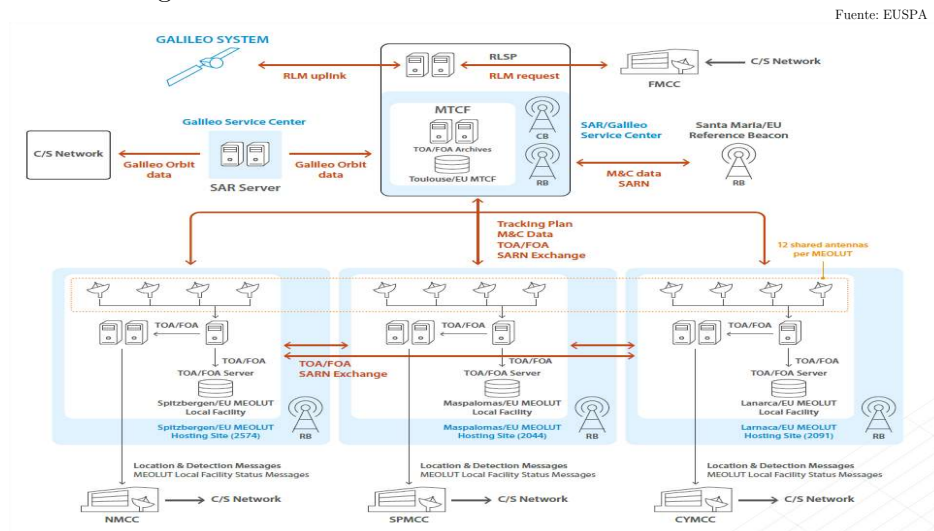 Fuente: EUSPA
GALILEO SYSTEM
RLM uplink
RLSP
RLM request
FMCC
C/S Network
Galileo Service Center
C/S Network
Galileo Orbit
data
SAR Server
Galileo Orbit
data
MTCF
TOA/FOA Archives
Toulouse/EU MTCF
CB
RB
SAR/Galileo
Service Center
M&C data
SARN
Santa Maria/EU
Reference Beacon
RB
Tracking Plan
M&C Data
TOA/FOA
SARN Exchange
12 shared antennas
per MEOLUT
TOA/FOA
TOA/FOA
TOA/FOA Server
Spitzbergen/EU MEOLUT
Local Facility
Spitzbergen/EU MEOLUT
Hosting Site (2574)
RB
TOA/FOA
SARN Exchange
TOA/FOA
TOA/FOA
TOA/FOA Server
Maspalomas/EU MEOLUT
Local Facility
Maspalomas/EU MEOLUT
Hosting Site (2044)
RB
TOA/FOA
TOA/FOA
TOA/FOA Server
Lanarca/EU MEOLUT
Local Facility
Larnaca/EU MEOLUT
Hosting Site (2091)
RB
Location & Detection Messages
MEOLUT Local Facility Status Messages
C/S Network
NMCC
Location & Detection Messages
MEOLUT Local Facility Status Messages
C/S Network
SPMCC
Location & Detection Messages
MEOLUT Local Facility Status Messages
C/S Network
CYMCC